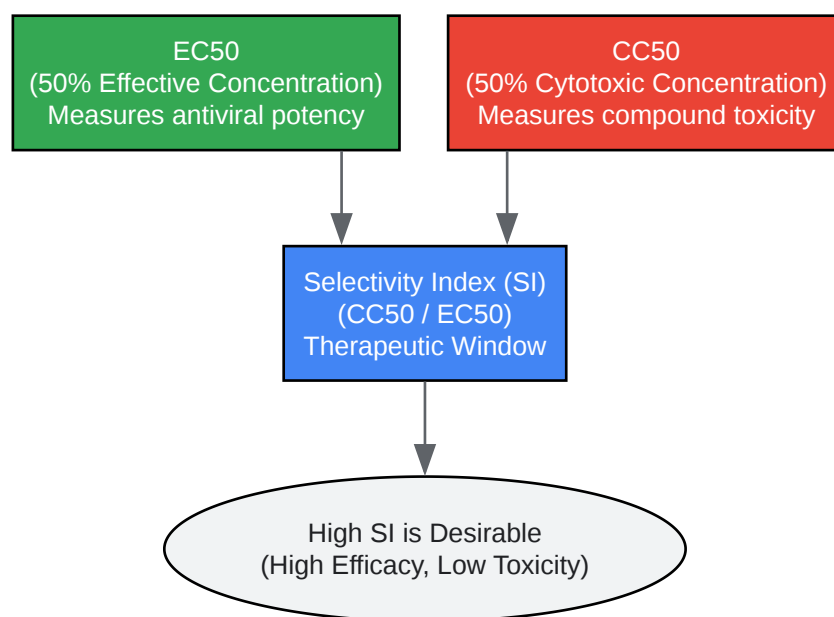 EC50
(50% Effective Concentration)
Measures antiviral potency
CC50
(50% Cytotoxic Concentration)
Measures compound toxicity
Selectivity Index (SI)
(CC50 / EC50)
Therapeutic Window
High SI is Desirable
(High Efficacy, Low Toxicity)